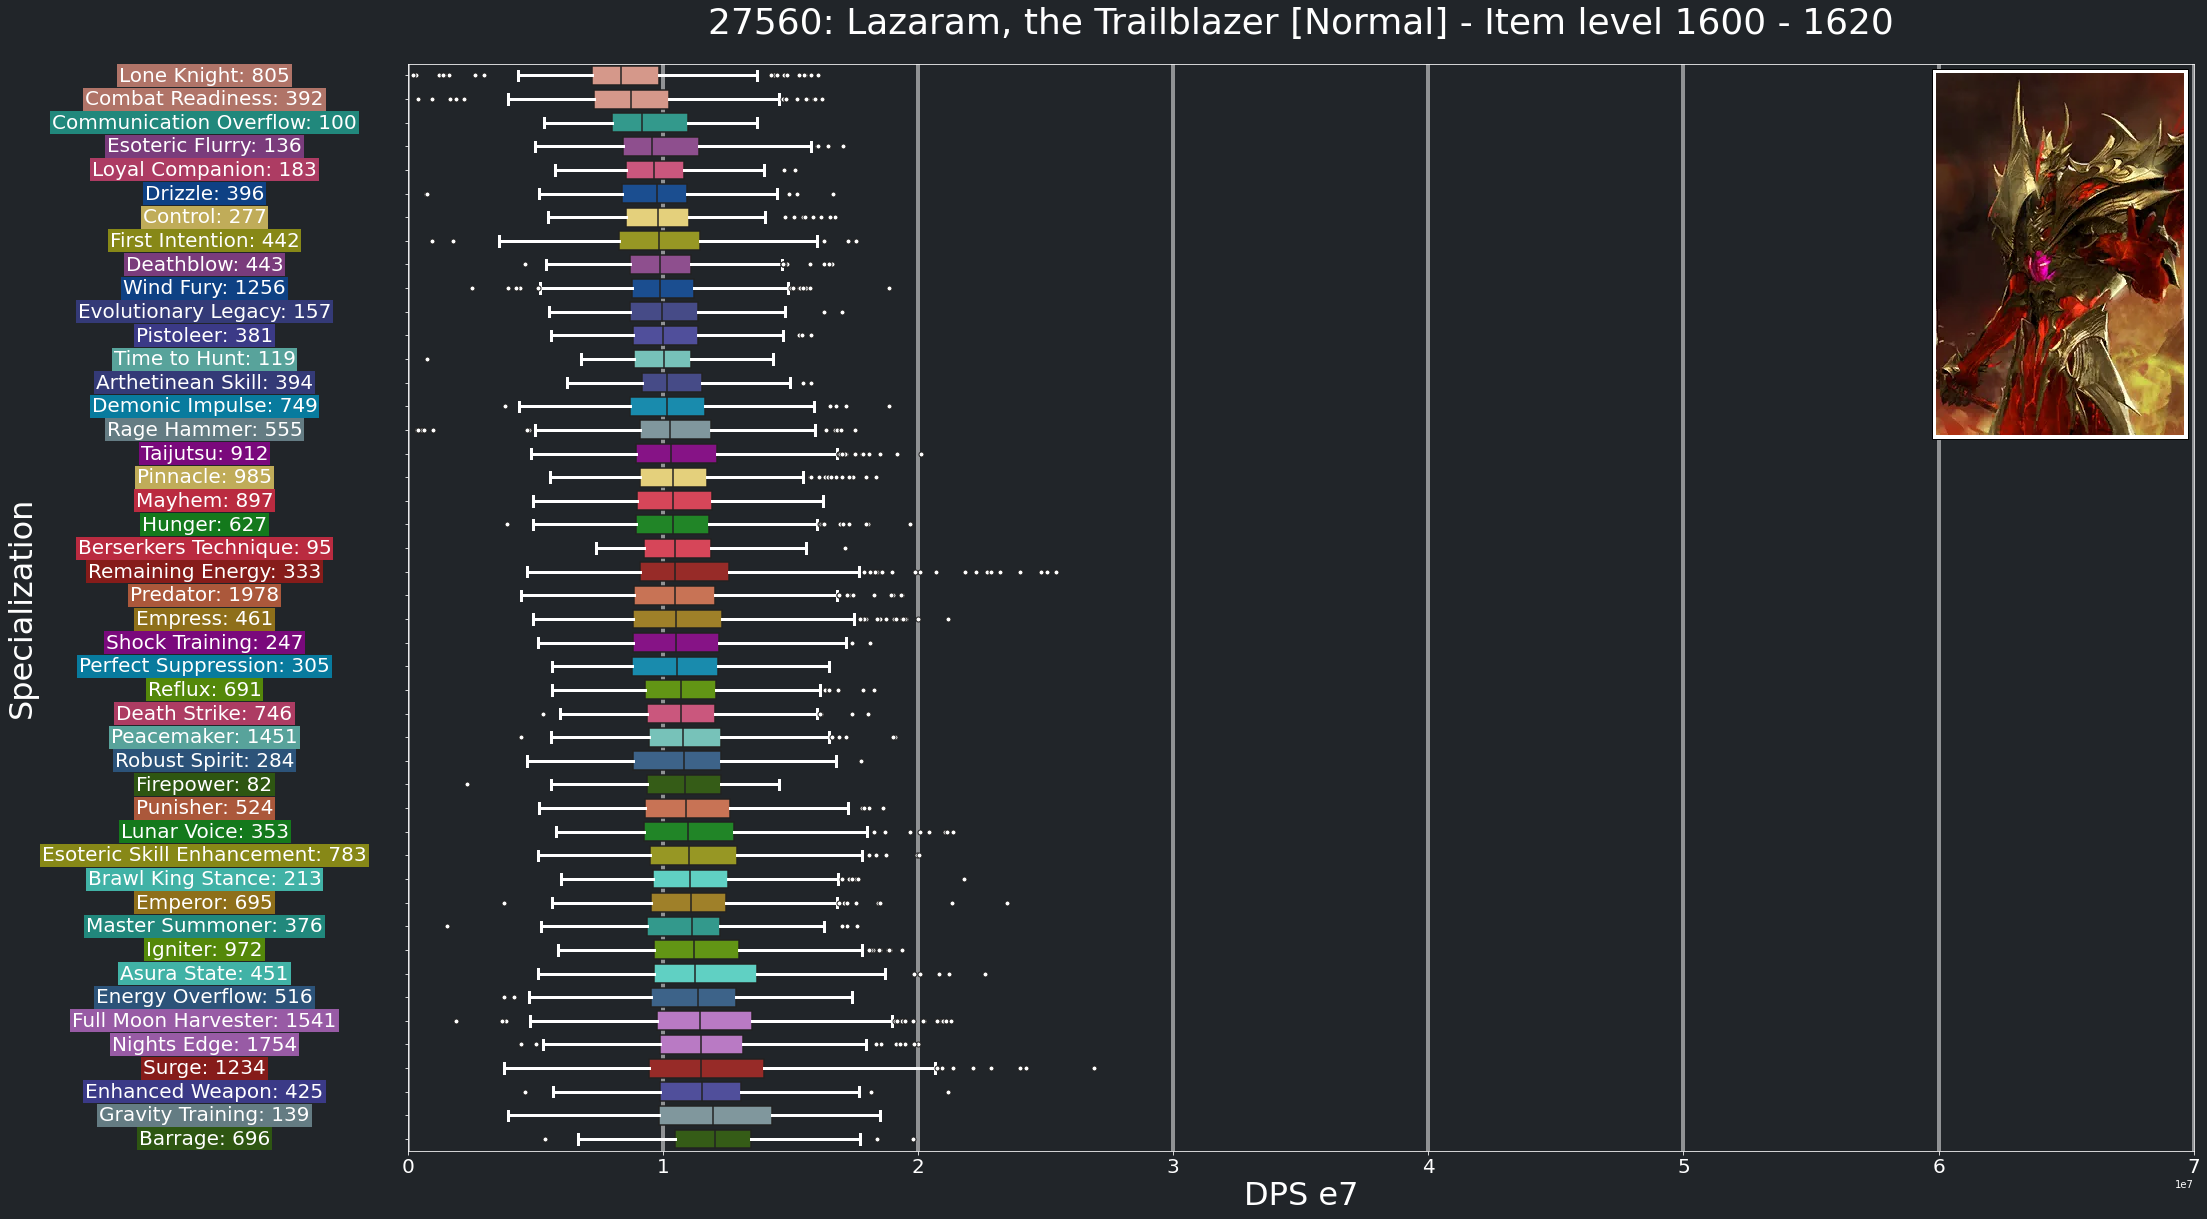 27560: Lazaram, the Trailblazer [Normal] - Item level 1600 - 1620
Specialization
Lone Knight: 805
Combat Readiness: 392
Communication Overflow: 100
Esoteric Flurry: 136
Loyal Companion: 183
Drizzle: 396
Control: 277
First Intention: 442
Deathblow: 443
Wind Fury: 1256
Evolutionary Legacy: 157
Pistoleer: 381
Time to Hunt: 119
Arthetinean Skill: 394
Demonic Impulse: 749
Rage Hammer: 555
Taijutsu: 912
Pinnacle: 985
Mayhem: 897
Hunger: 627
Berserkers Technique: 95
Remaining Energy: 333
Predator: 1978
Empress: 461
Shock Training: 247
Perfect Suppression: 305
Reflux: 691
Death Strike: 746
Peacemaker: 1451
Robust Spirit: 284
Firepower: 82
Punisher: 524
Lunar Voice: 353
Esoteric Skill Enhancement: 783
Brawl King Stance: 213
Emperor: 695
Master Summoner: 376
Igniter: 972
Asura State: 451
Energy Overflow: 516
Full Moon Harvester: 1541
Nights Edge: 1754
Surge: 1234
Enhanced Weapon: 425
Gravity Training: 139
Barrage: 696
0 1 2 3 4 5 6 7
1e7
DPS e7